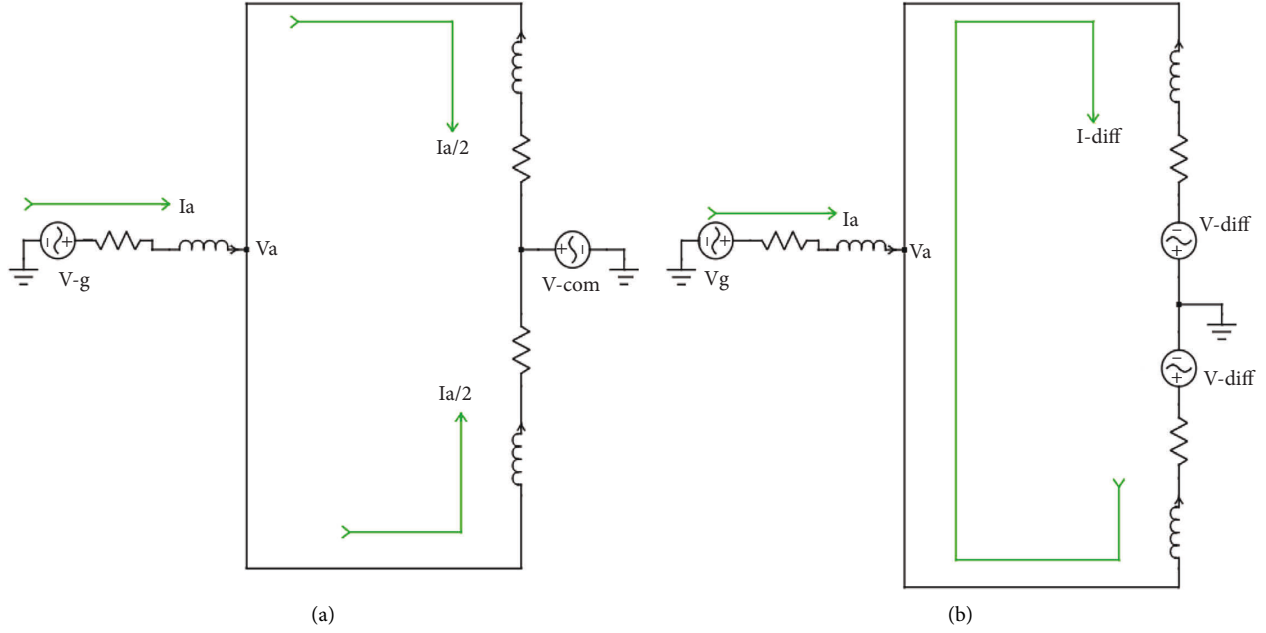 Ia/2
Ia
Va
V-g
V-com
Ia/2
(a)
I-diff
Ia
Va
Vg
V-diff
V-diff
(b)